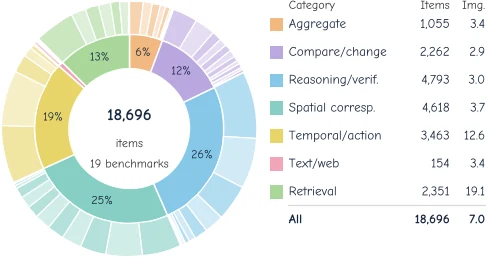 6%
12%
26%
25%
19%
13%
18,696
items
19 benchmarks
Category Items Img.
Aggregate 1,055 3.4
Compare/change 2,262 2.9
Reasoning/verif. 4,793 3.0
Spatial corresp. 4,618 3.7
Temporal/action 3,463 12.6
Text/web 154 3.4
Retrieval 2,351 19.1
All 18,696 7.0